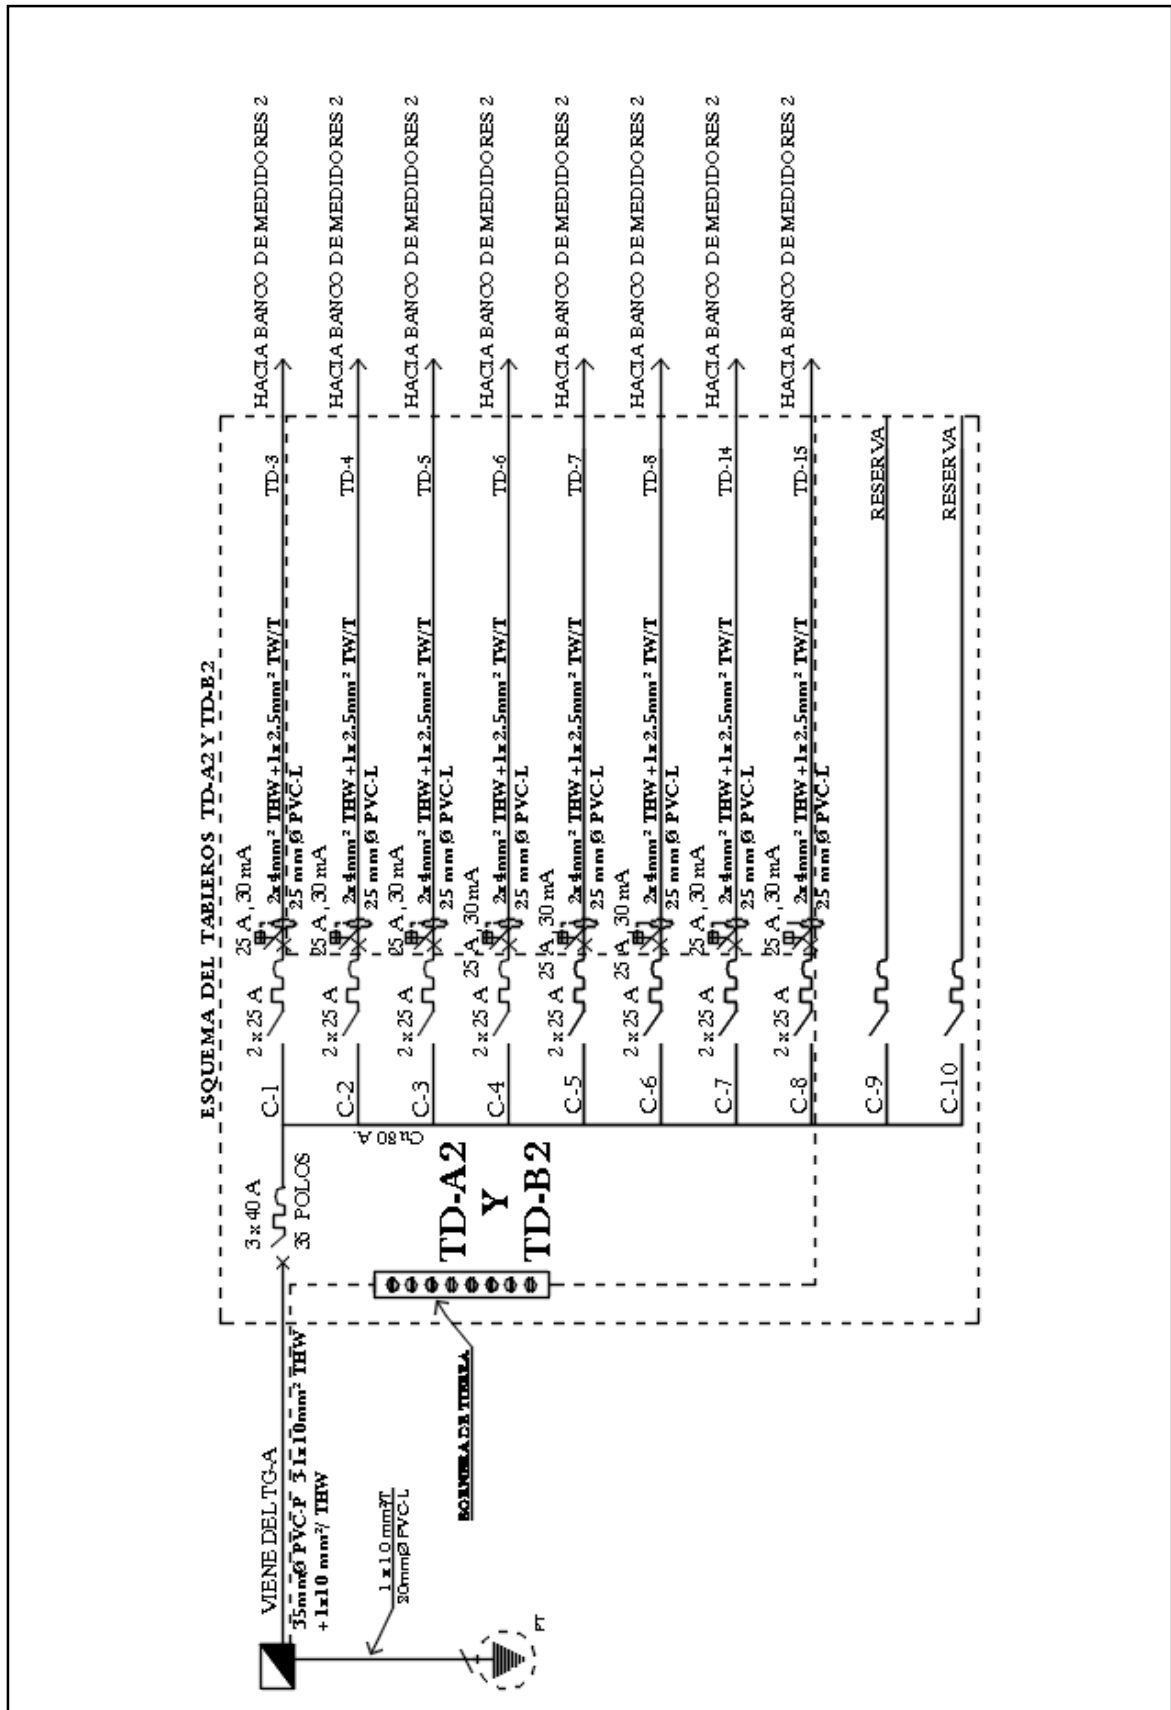 ESQUEMA DEL TABLEROS TD-A2 Y TD-B2
VIENE DEL TG-A
35mmØ PVC-P 3-1x10mm² THW
+1x10 mm²/ THW
1 x 10 mm²/T
20mmØ PVC-L
PT
BORNERA DE TIERRA
3 x 40 A
36 POLOS
TD-A2
Y
TD-B2
Cu 80 A.
C-1
2 x 25 A
25 A, 30 mA
2x4mm² THW+1x2.5mm² TW/T
25 mm Ø PVC-L
TD-3
HACIA BANCO DE MEDIDORES 2
C-2
2 x 25 A
25 A, 30 mA
2x4mm² THW+1x2.5mm² TW/T
25 mm Ø PVC-L
TD-4
HACIA BANCO DE MEDIDORES 2
C-3
2 x 25 A
25 A, 30 mA
2x4mm² THW+1x2.5mm² TW/T
25 mm Ø PVC-L
TD-5
HACIA BANCO DE MEDIDORES 2
C-4
2 x 25 A
25 A, 30 mA
2x4mm² THW+1x2.5mm² TW/T
25 mm Ø PVC-L
TD-6
HACIA BANCO DE MEDIDORES 2
C-5
2 x 25 A
25 A, 30 mA
2x4mm² THW+1x2.5mm² TW/T
25 mm Ø PVC-L
TD-7
HACIA BANCO DE MEDIDORES 2
C-6
2 x 25 A
25 A, 30 mA
2x4mm² THW+1x2.5mm² TW/T
25 mm Ø PVC-L
TD-8
HACIA BANCO DE MEDIDORES 2
C-7
2 x 25 A
25 A, 30 mA
2x4mm² THW+1x2.5mm² TW/T
25 mm Ø PVC-L
TD-14
HACIA BANCO DE MEDIDORES 2
C-8
2 x 25 A
25 A, 30 mA
2x4mm² THW+1x2.5mm² TW/T
25 mm Ø PVC-L
TD-15
HACIA BANCO DE MEDIDORES 2
C-9
RESERVA
C-10
RESERVA